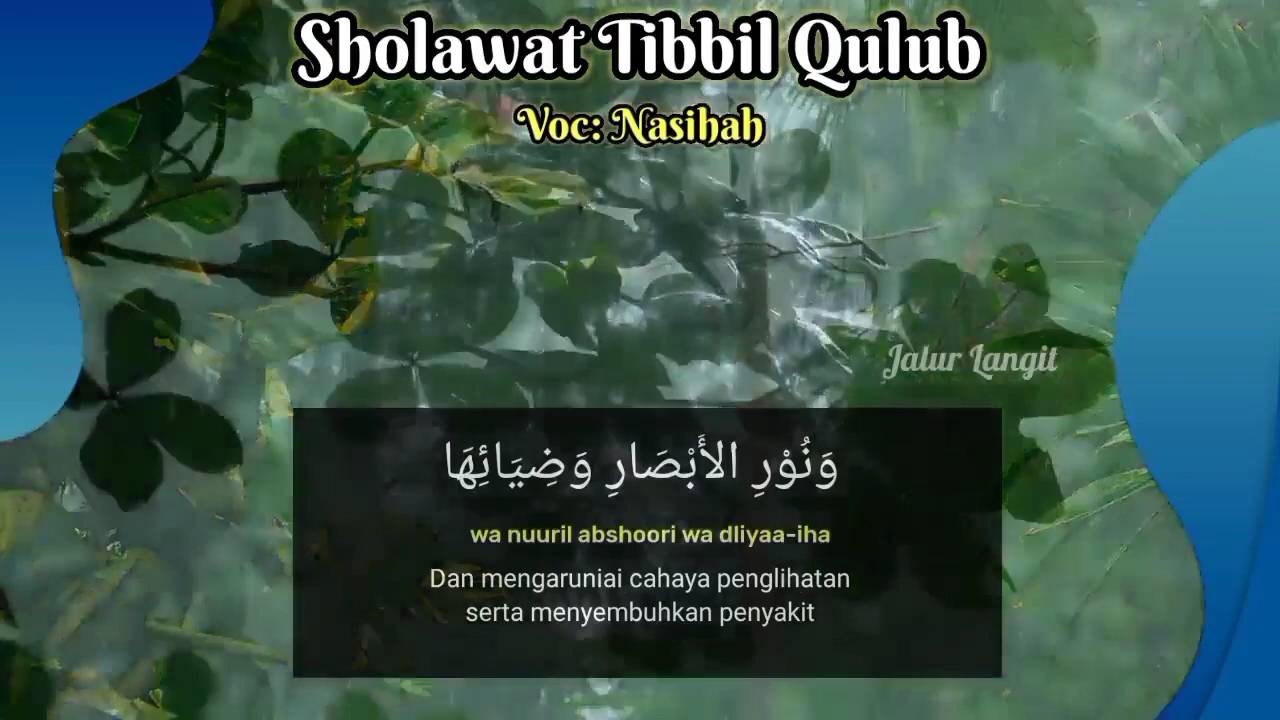 Sholawat Tibbil Qulub
Voc: Nasihah
Jalur Langit
وَنُوْرِ الأَبْصَارِ وَضِيَائِهَا
wa nuuril abshoori wa dliyaa-iha
Dan mengaruniai cahaya penglihatan
serta menyembuhkan penyakit